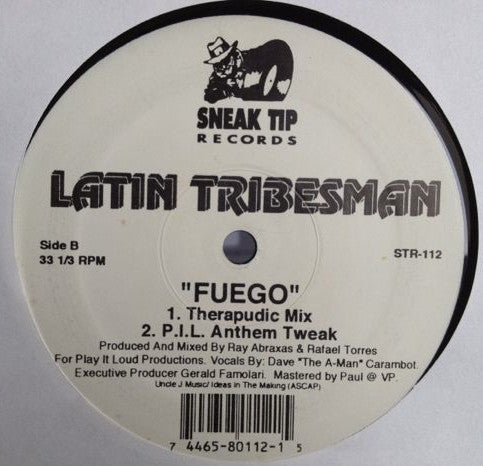 SNEAK TIP
RECORDS
LATIN TRIBESMAN
Side B
33 1/3 RPM
STR-112
"FUEGO"
1. Therapudic Mix
2. P.I.L. Anthem Tweak
Produced And Mixed By Ray Abraxas & Rafael Torres
For Play It Loud Productions. Vocals By: Dave "The A-Man" Carambot.
Executive Producer Gerald Famolari. Mastered by Paul @ VP.
Uncle J Music/ Ideas In The Making (ASCAP)
7 4465-80112-1 5